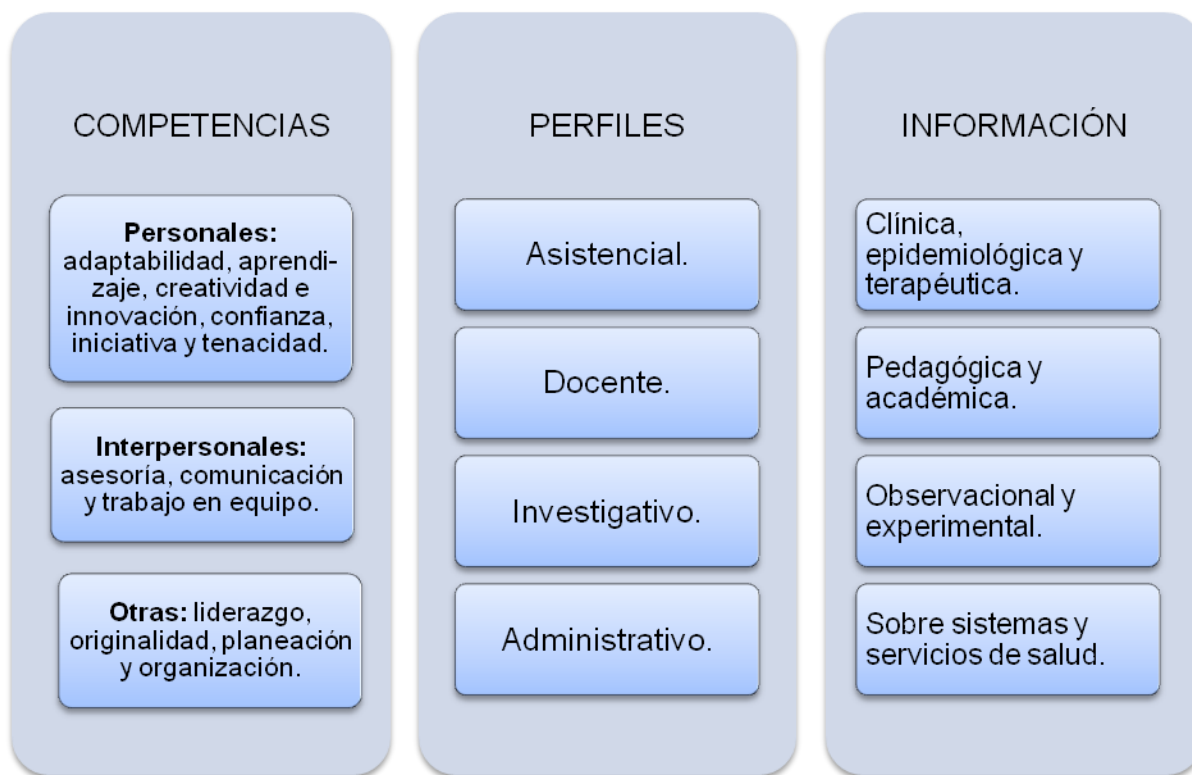 COMPETENCIAS
Personales:
adaptabilidad, aprendi-
zaje, creatividad e
innovación, confianza,
iniciativa y tenacidad.
Interpersonales:
asesoría, comunicación
y trabajo en equipo.
Otras: liderazgo,
originalidad, planeación
y organización.
PERFILES
Asistencial.
Docente.
Investigativo.
Administrativo.
INFORMACIÓN
Clínica,
epidemiológica y
terapéutica.
Pedagógica y
académica.
Observacional y
experimental.
Sobre sistemas y
servicios de salud.